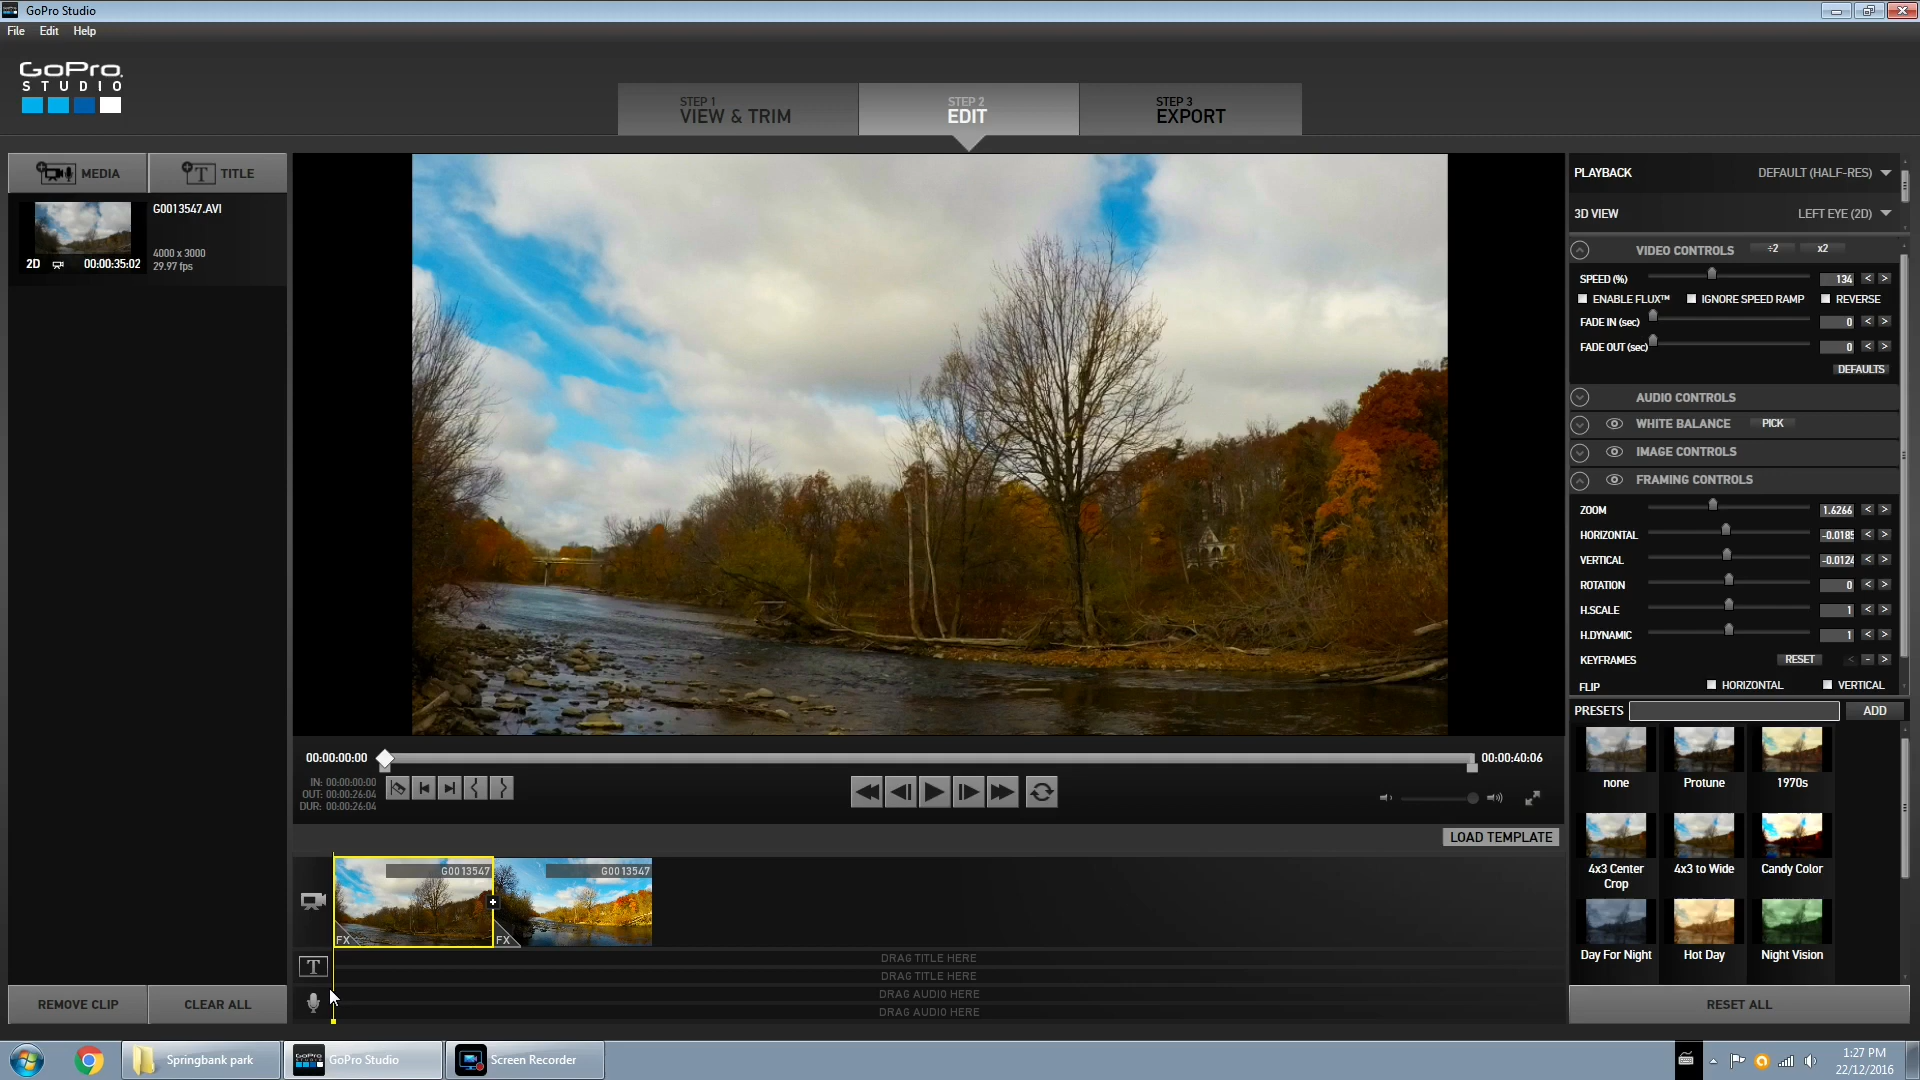 GoPro Studio
File Edit Help
GoPro
STUDIO
STEP 1
VIEW & TRIM
STEP 2
EDIT
STEP 3
EXPORT
MEDIA
TITLE
G0013547.AVI
4000 x 3000
29.97 fps
2D 00:00:35:02
PLAYBACK DEFAULT (HALF-RES)
3D VIEW LEFT EYE (2D)
VIDEO CONTROLS ÷2 x2
SPEED (%) 134 < >
ENABLE FLUX™ IGNORE SPEED RAMP REVERSE
FADE IN (sec) 0 < >
FADE OUT (sec) 0 < >
DEFAULTS
AUDIO CONTROLS
WHITE BALANCE PICK
IMAGE CONTROLS
FRAMING CONTROLS
ZOOM 1.6266 < >
HORIZONTAL -0.0185 < >
VERTICAL -0.0124 < >
ROTATION 0 < >
H.SCALE 1 < >
H.DYNAMIC 1 < >
KEYFRAMES RESET < - >
FLIP HORIZONTAL VERTICAL
PRESETS ADD
none Protune 1970s
4x3 Center Crop 4x3 to Wide Candy Color
Day For Night Hot Day Night Vision
RESET ALL
00:00:00:00 00:00:40:06
IN: 00:00:00:00
OUT: 00:00:26:04
DUR: 00:00:26:04
LOAD TEMPLATE
G0013547 G0013547
FX FX
T
DRAG TITLE HERE
DRAG TITLE HERE
DRAG AUDIO HERE
DRAG AUDIO HERE
REMOVE CLIP CLEAR ALL
Springbank park GoPro Studio Screen Recorder
1:27 PM
22/12/2016